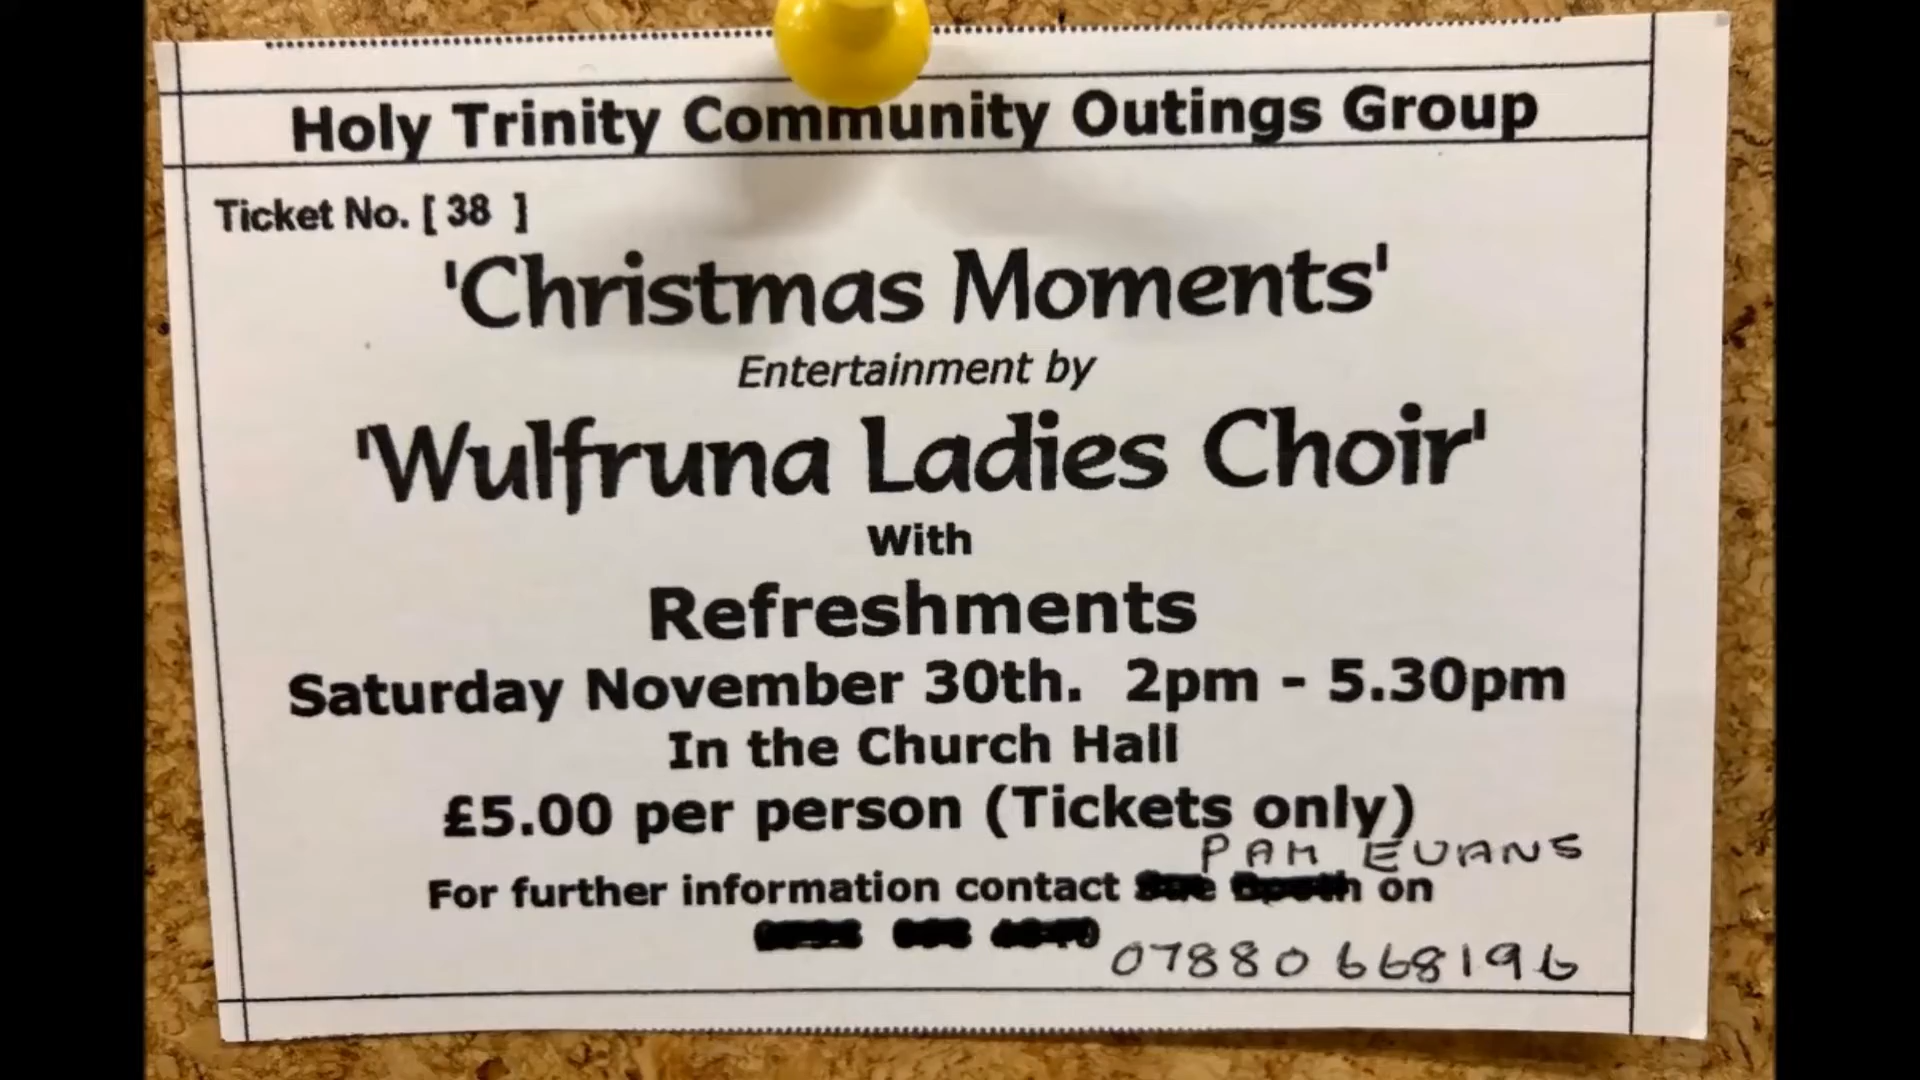 Holy Trinity Community Outings Group
Ticket No. [ 38 ]
'Christmas Moments'
Entertainment by
'Wulfruna Ladies Choir'
With
Refreshments
Saturday November 30th. 2pm - 5.30pm
In the Church Hall
£5.00 per person (Tickets only)
PAM EVANS
For further information contact on
07880 668196